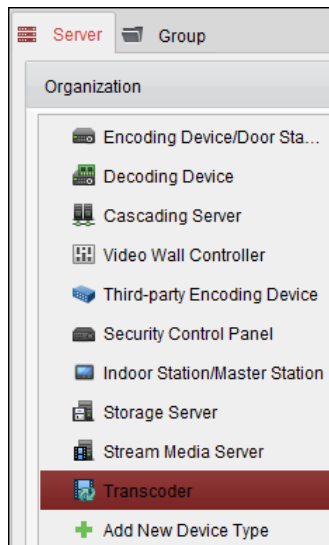 Server Group
Organization
Encoding Device/Door Sta...
Decoding Device
Cascading Server
Video Wall Controller
Third-party Encoding Device
Security Control Panel
Indoor Station/Master Station
Storage Server
Stream Media Server
Transcoder
Add New Device Type